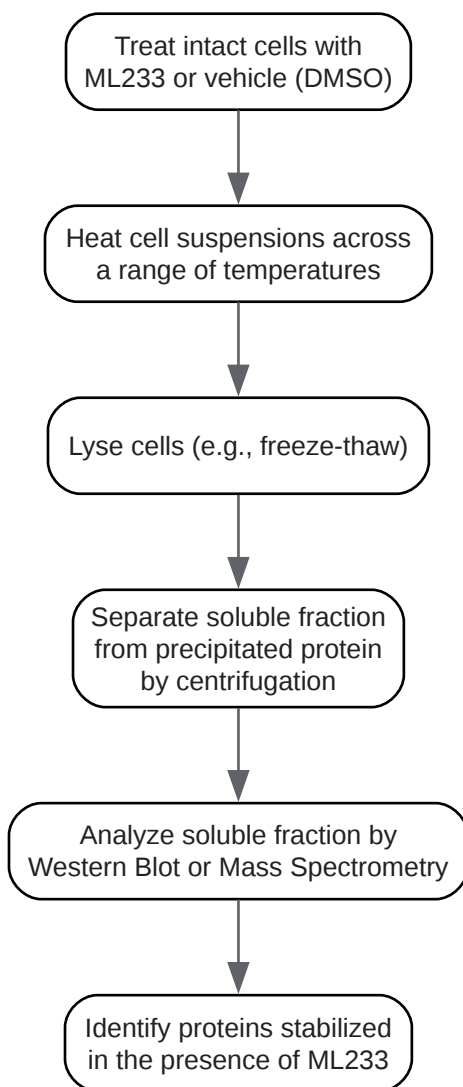 Treat intact cells with
ML233 or vehicle (DMSO)
Heat cell suspensions across
a range of temperatures
Lyse cells (e.g., freeze-thaw)
Separate soluble fraction
from precipitated protein
by centrifugation
Analyze soluble fraction by
Western Blot or Mass Spectrometry
Identify proteins stabilized
in the presence of ML233